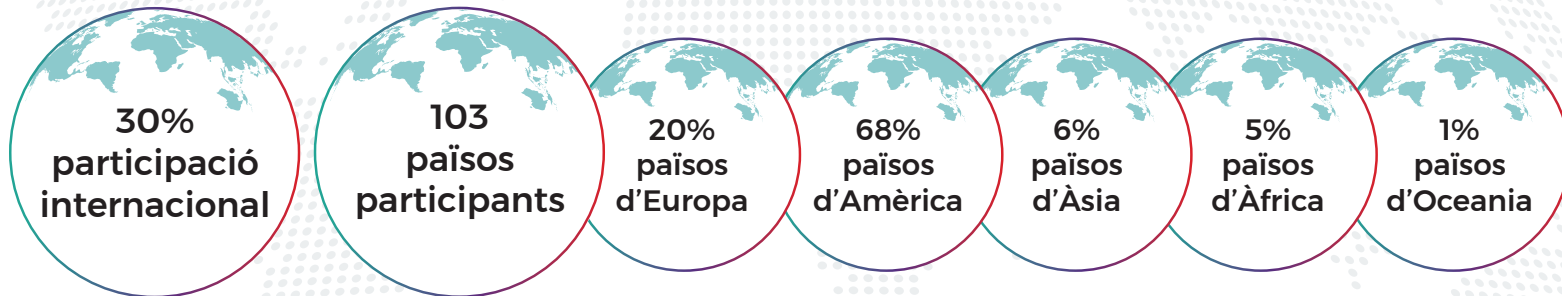 30%
participació
internacional
103
països
participants
20%
països
d’Europa
68%
països
d’Amèrica
6%
països
d’Àsia
5%
països
d’Àfrica
1%
països
d’Oceania